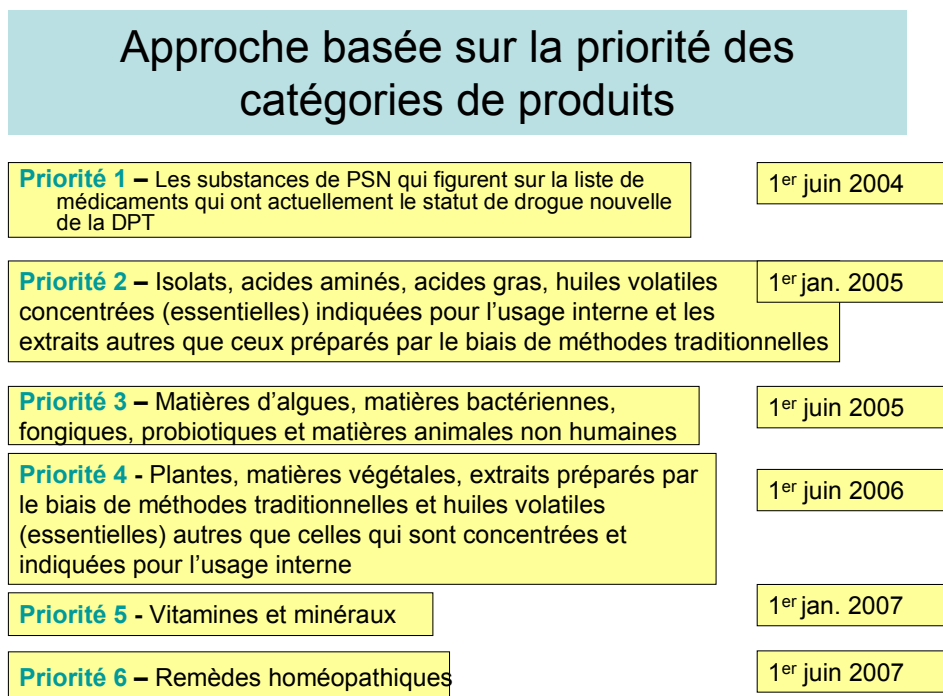 Approche basée sur la priorité des
catégories de produits
Priorité 1 – Les substances de PSN qui figurent sur la liste de
médicaments qui ont actuellement le statut de drogue nouvelle
de la DPT
1er juin 2004
Priorité 2 – Isolats, acides aminés, acides gras, huiles volatiles
concentrées (essentielles) indiquées pour l’usage interne et les
extraits autres que ceux préparés par le biais de méthodes traditionnelles
1er jan. 2005
Priorité 3 – Matières d’algues, matières bactériennes,
fongiques, probiotiques et matières animales non humaines
1er juin 2005
Priorité 4 - Plantes, matières végétales, extraits préparés par
le biais de méthodes traditionnelles et huiles volatiles
(essentielles) autres que celles qui sont concentrées et
indiquées pour l’usage interne
1er juin 2006
Priorité 5 - Vitamines et minéraux
1er jan. 2007
Priorité 6 – Remèdes homéopathiques
1er juin 2007